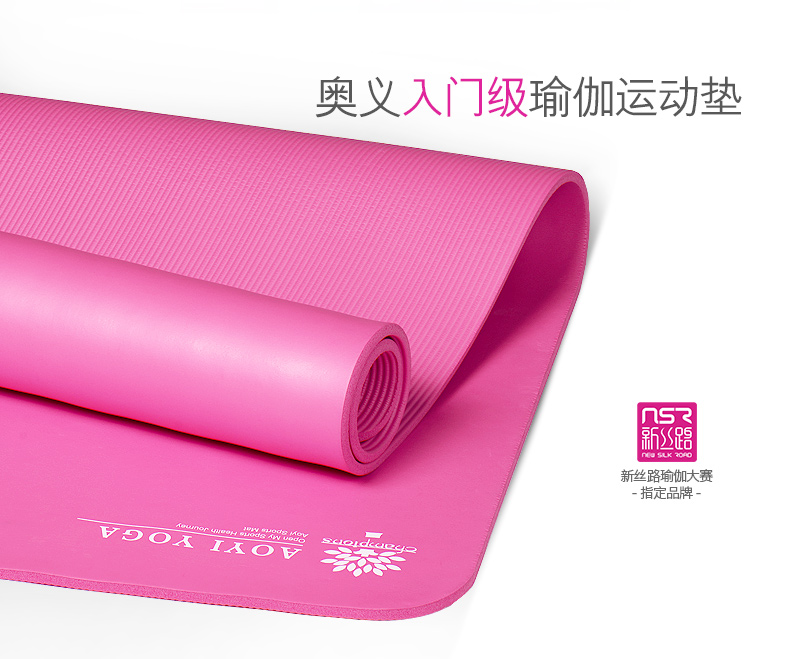 奥义入门级瑜伽运动垫
NSR
新丝路
NEW SILK ROAD
新丝路瑜伽大赛
- 指定品牌 -
champions
AOYI YOGA
Open My Sports Health Journey
Aoyi Sports Mat